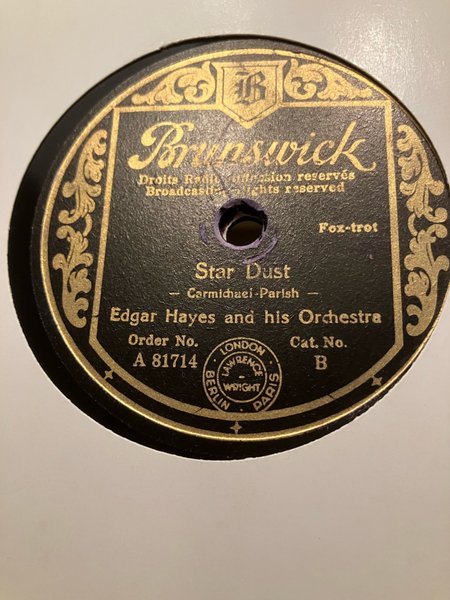 B
Brunswick
Droits Radio reservés
Broadcasting rights reserved
Fox-trot
Star Dust
- Carmichael-Parish -
Edgar Hayes and his Orchestra
Order No.
A 81714
Cat. No.
B
LONDON
LAWRENCE
-
WRIGHT
BERLIN PARIS